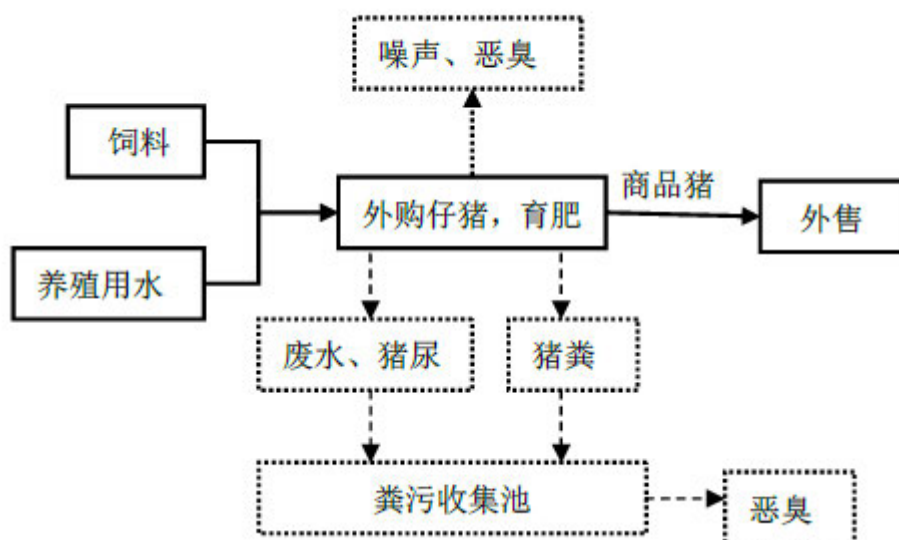 噪声、恶臭
饲料
商品猪
外购仔猪，育肥
外售
养殖用水
废水、猪尿
猪粪
粪污收集池
恶臭